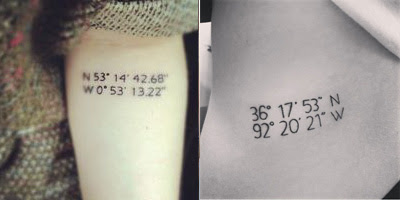 N 53° 14' 42.68"
W 0° 53' 13.22"
36° 17' 53" N
92° 20' 21" W